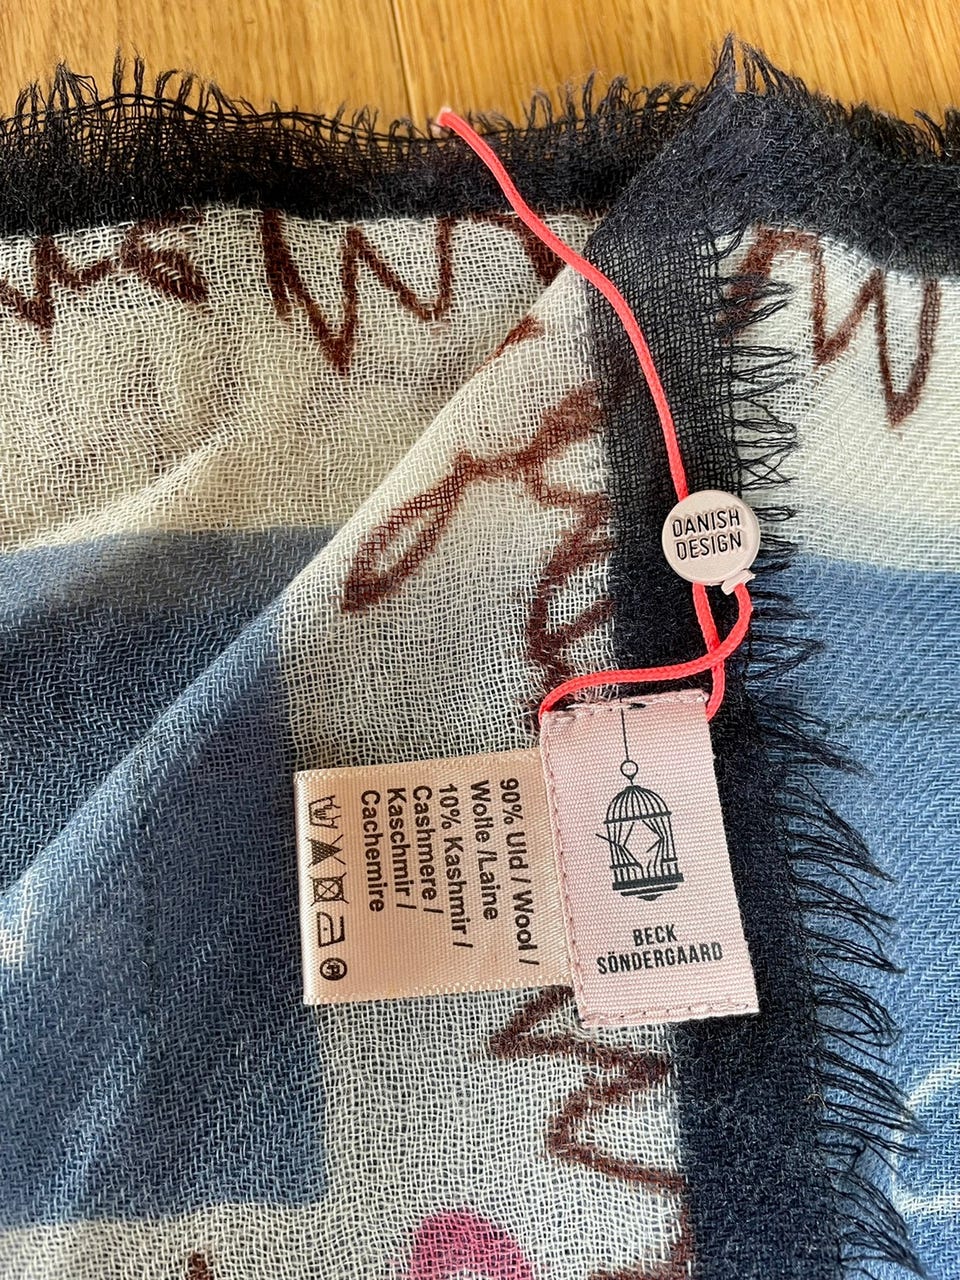 DANISH
DESIGN
BECK
SÖNDERGAARD
90% Uld / Wool /
Wolle /Laine
10% Kashmir /
Cashmere /
Kaschmir /
Cachemire